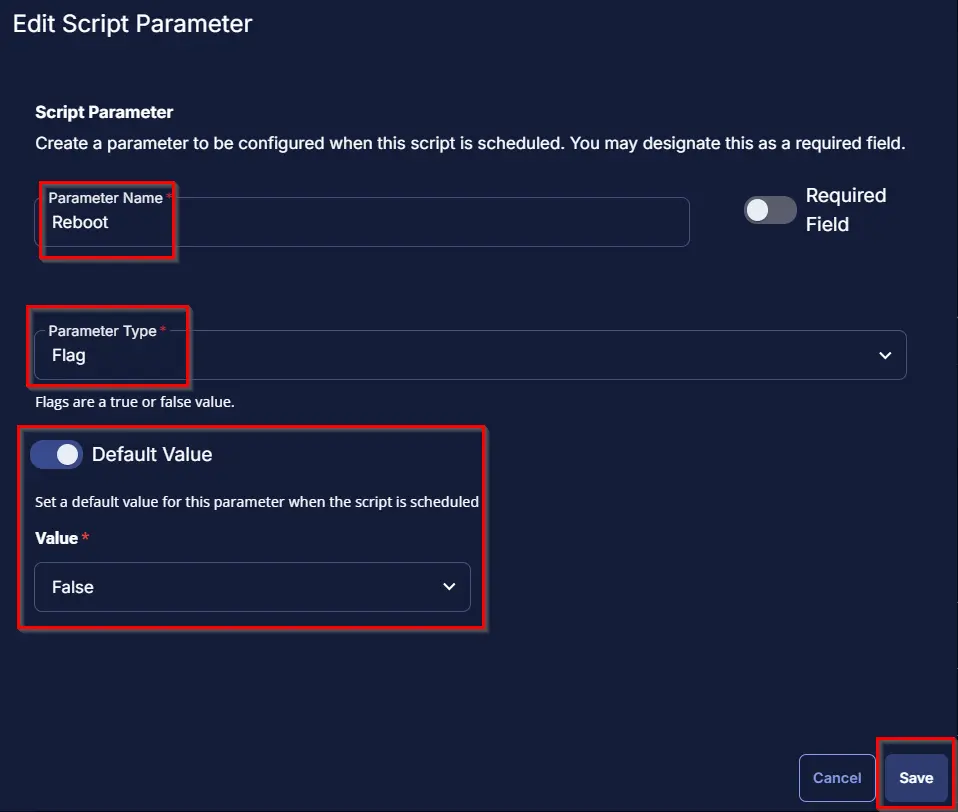 Edit Script Parameter
Script Parameter
Create a parameter to be configured when this script is scheduled. You may designate this as a required field.
Parameter Name *
Reboot
Required
Field
Parameter Type *
Flag
Flags are a true or false value.
Default Value
Set a default value for this parameter when the script is scheduled
Value *
False
Cancel
Save